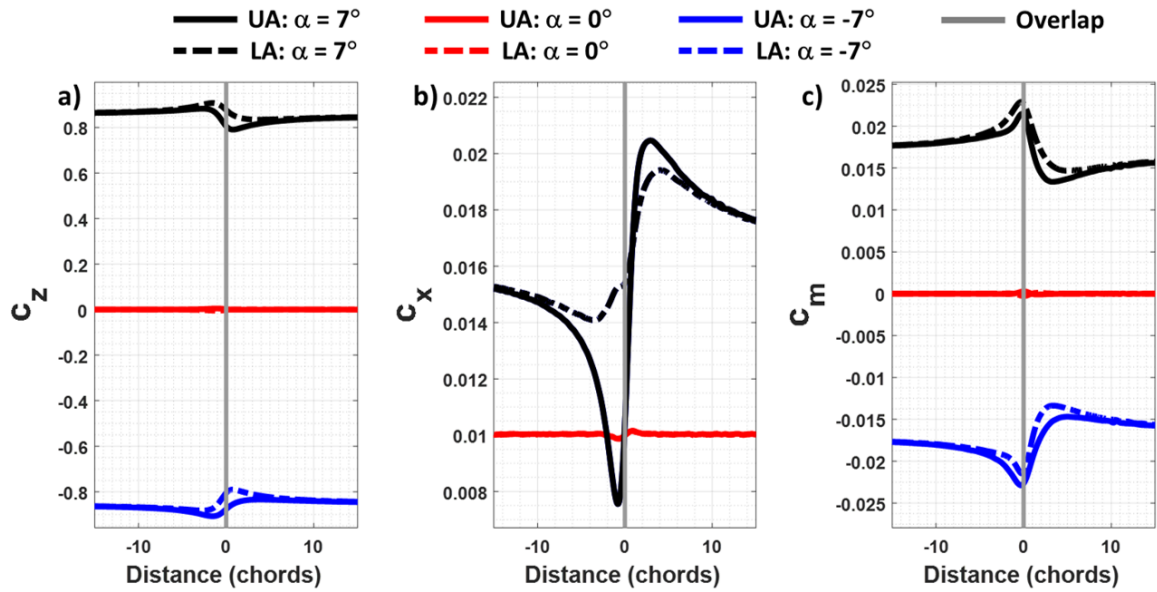 UA: α = 7° UA: α = 0° UA: α = -7° Overlap
LA: α = 7° LA: α = 0° LA: α = -7°
a)
0.8
0.6
0.4
0.2
0
-0.2
-0.4
-0.6
-0.8
cz
-10 0 10
Distance (chords)
b)
0.022
0.02
0.018
0.016
0.014
0.012
0.01
0.008
cx
-10 0 10
Distance (chords)
c)
0.025
0.02
0.015
0.01
0.005
0
-0.005
-0.01
-0.015
-0.02
-0.025
cm
-10 0 10
Distance (chords)